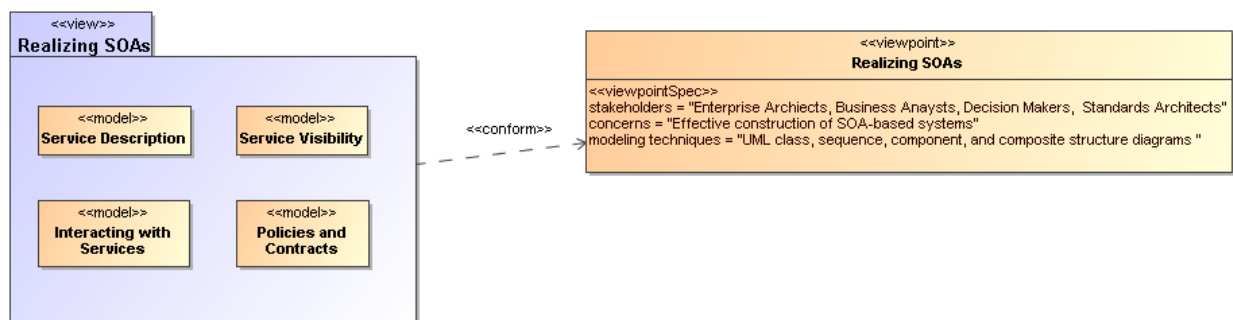 <<view>>
Realizing SOAs
<<model>>
Service Description
<<model>>
Service Visibility
<<model>>
Interacting with
Services
<<model>>
Policies and
Contracts
<<conform>>
<<viewpoint>>
Realizing SOAs
<<viewpointSpec>>
stakeholders = "Enterprise Archiects, Business Anaysts, Decision Makers,  Standards Architects"
concerns = "Effective construction of SOA-based systems"
modeling techniques = "UML class, sequence, component, and composite structure diagrams "